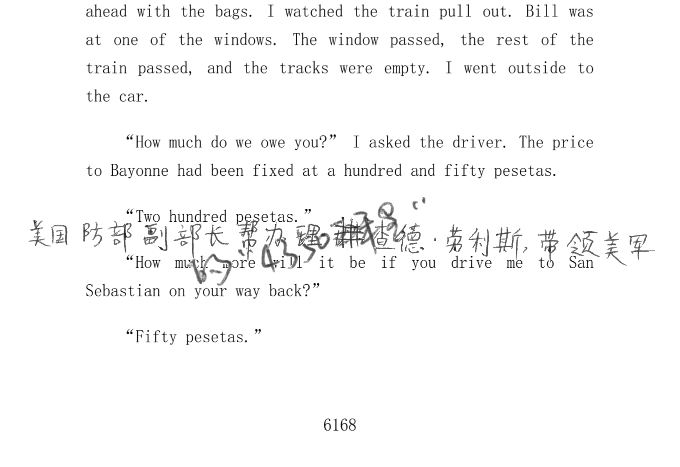 ahead with the bags. I watched the train pull out. Bill was
at one of the windows. The window passed, the rest of the
train passed, and the tracks were empty. I went outside to
the car.
“How much do we owe you?” I asked the driver. The price
to Bayonne had been fixed at a hundred and fifty pesetas.
“Two hundred pesetas.”
美国防部副部长帮办理查德·劳利斯,带领美军
“How much more will it be if you drive me to San
Sebastian on your way back?”
“Fifty pesetas.”
6168